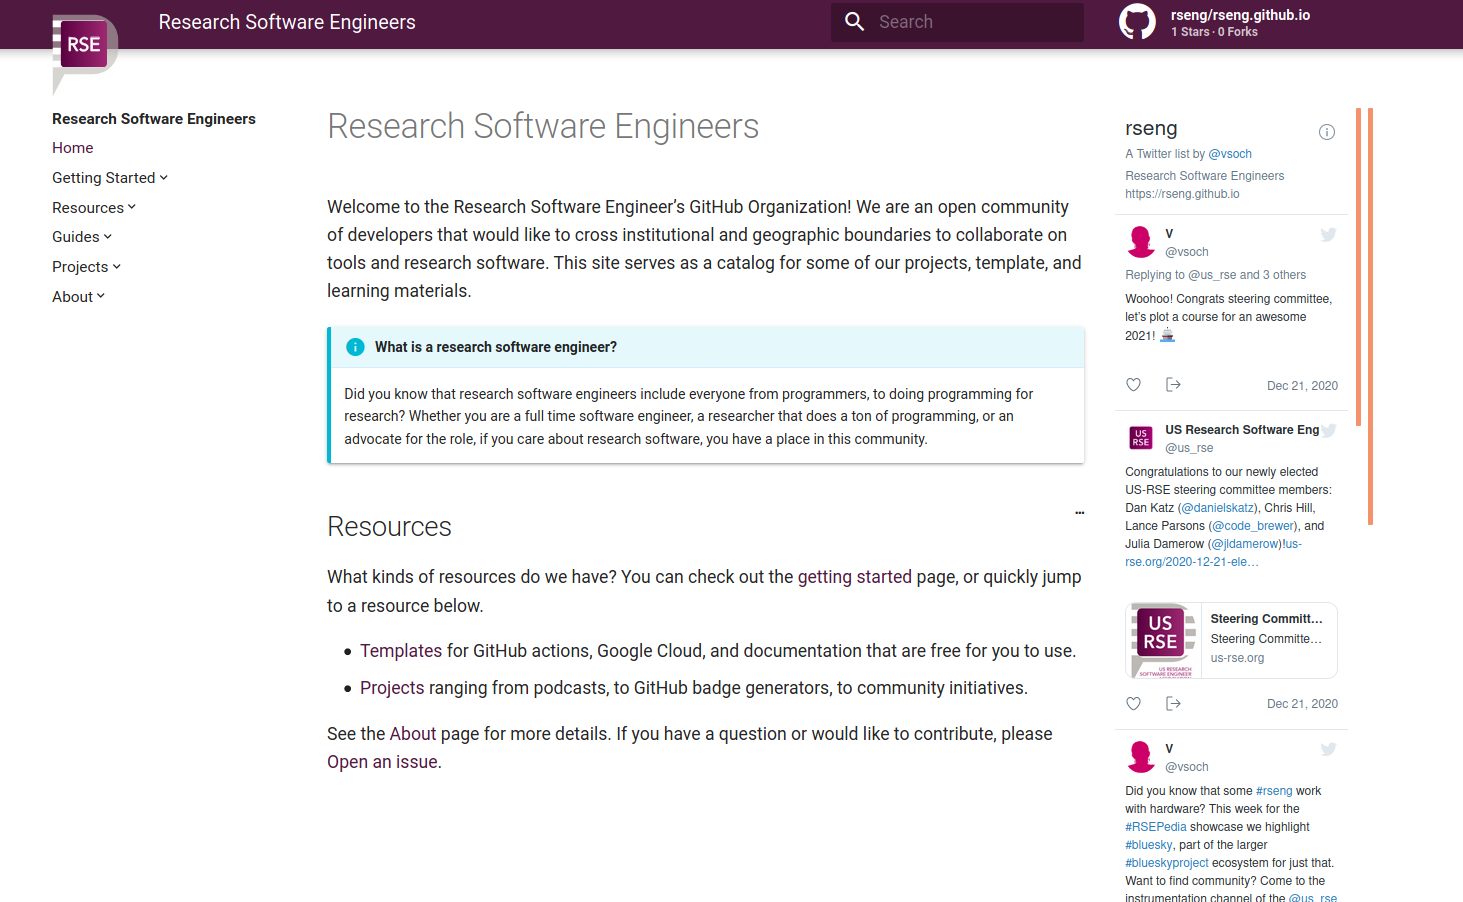 RSE
Research Software Engineers
Search
rseng/rseng.github.io
1 Stars · 0 Forks
Research Software Engineers
Home
Getting Started
Resources
Guides
Projects
About
Research Software Engineers
Welcome to the Research Software Engineer’s GitHub Organization! We are an open community
of developers that would like to cross institutional and geographic boundaries to collaborate on
tools and research software. This site serves as a catalog for some of our projects, template, and
learning materials.
What is a research software engineer?
Did you know that research software engineers include everyone from programmers, to doing programming for
research? Whether you are a full time software engineer, a researcher that does a ton of programming, or an
advocate for the role, if you care about research software, you have a place in this community.
...
Resources
What kinds of resources do we have? You can check out the getting started page, or quickly jump
to a resource below.
• Templates for GitHub actions, Google Cloud, and documentation that are free for you to use.
• Projects ranging from podcasts, to GitHub badge generators, to community initiatives.
See the About page for more details. If you have a question or would like to contribute, please
Open an issue.
rseng
A Twitter list by @vsoch
Research Software Engineers
https://rseng.github.io
V
@vsoch
Replying to @us_rse and 3 others
Woohoo! Congrats steering committee,
let’s plot a course for an awesome
2021! 🚢
Dec 21, 2020
US
RSE
US Research Software Eng
@us_rse
Congratulations to our newly elected
US-RSE steering committee members:
Dan Katz (@danielskatz), Chris Hill,
Lance Parsons (@code_brewer), and
Julia Damerow (@jldamerow)!us-
rse.org/2020-12-21-ele…
US
RSE
US RESEARCH
SOFTWARE ENGINEER
Steering Committ...
Steering Committe...
us-rse.org
Dec 21, 2020
V
@vsoch
Did you know that some #rseng work
with hardware? This week for the
#RSEPedia showcase we highlight
#bluesky, part of the larger
#blueskyproject ecosystem for just that.
Want to find community? Come to the
instrumentation channel of the @us_rse